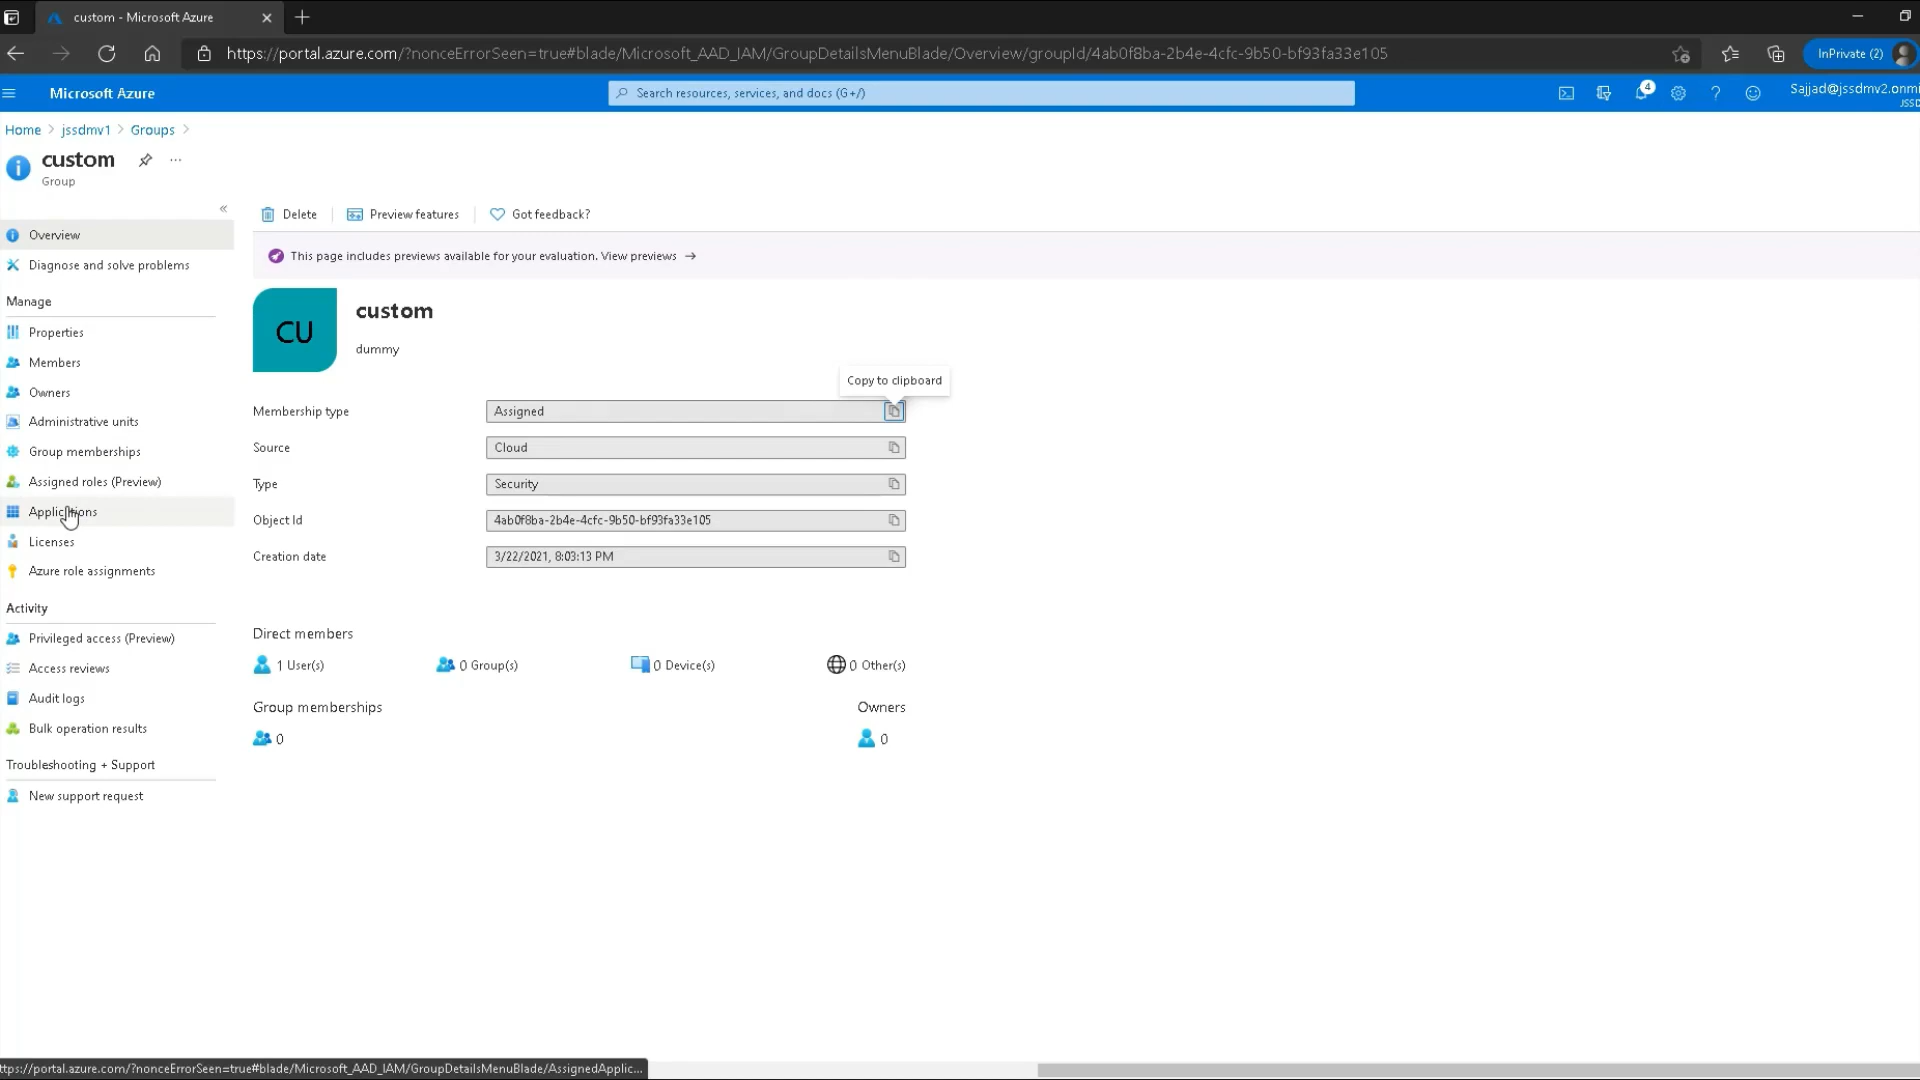 custom - Microsoft Azure
https://portal.azure.com/?nonceErrorSeen=true#blade/Microsoft_AAD_IAM/GroupDetailsMenuBlade/Overview/groupId/4ab0f8ba-2b4e-4cfc-9b50-bf93fa33e105
InPrivate (2)
Microsoft Azure
Search resources, services, and docs (G+/)
4
Sajjad@jssdmv2.onmi
JSSD
Home > jssdmv1 > Groups >
custom
Group
Overview
Diagnose and solve problems
Manage
Properties
Members
Owners
Administrative units
Group memberships
Assigned roles (Preview)
Applications
Licenses
Azure role assignments
Activity
Privileged access (Preview)
Access reviews
Audit logs
Bulk operation results
Troubleshooting + Support
New support request
Delete
Preview features
Got feedback?
This page includes previews available for your evaluation. View previews →
CU
custom
dummy
Copy to clipboard
Membership type
Assigned
Source
Cloud
Type
Security
Object Id
4ab0f8ba-2b4e-4cfc-9b50-bf93fa33e105
Creation date
3/22/2021, 8:03:13 PM
Direct members
1 User(s)
0 Group(s)
0 Device(s)
0 Other(s)
Group memberships
Owners
0
0
ttps://portal.azure.com/?nonceErrorSeen=true#blade/Microsoft_AAD_IAM/GroupDetailsMenuBlade/AssignedApplic...